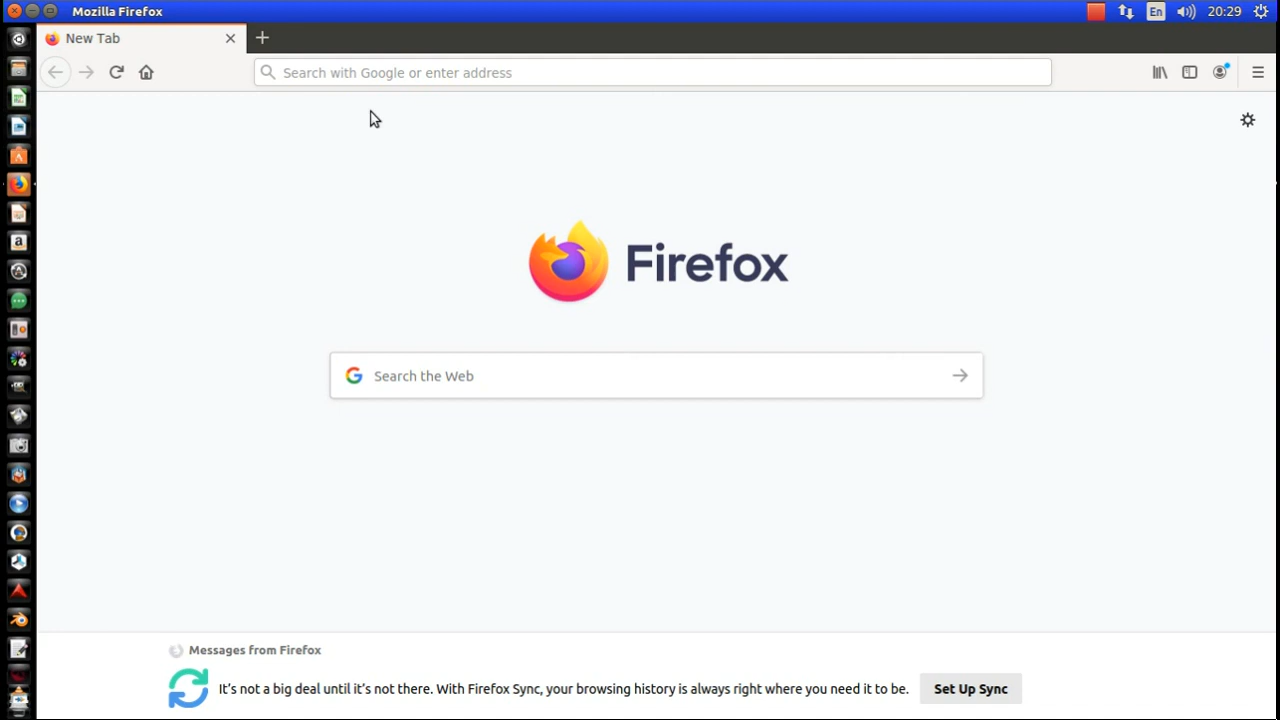 Mozilla Firefox
En
20:29
New Tab
Search with Google or enter address
Firefox
Search the Web
Messages from Firefox
It's not a big deal until it's not there. With Firefox Sync, your browsing history is always right where you need it to be.
Set Up Sync